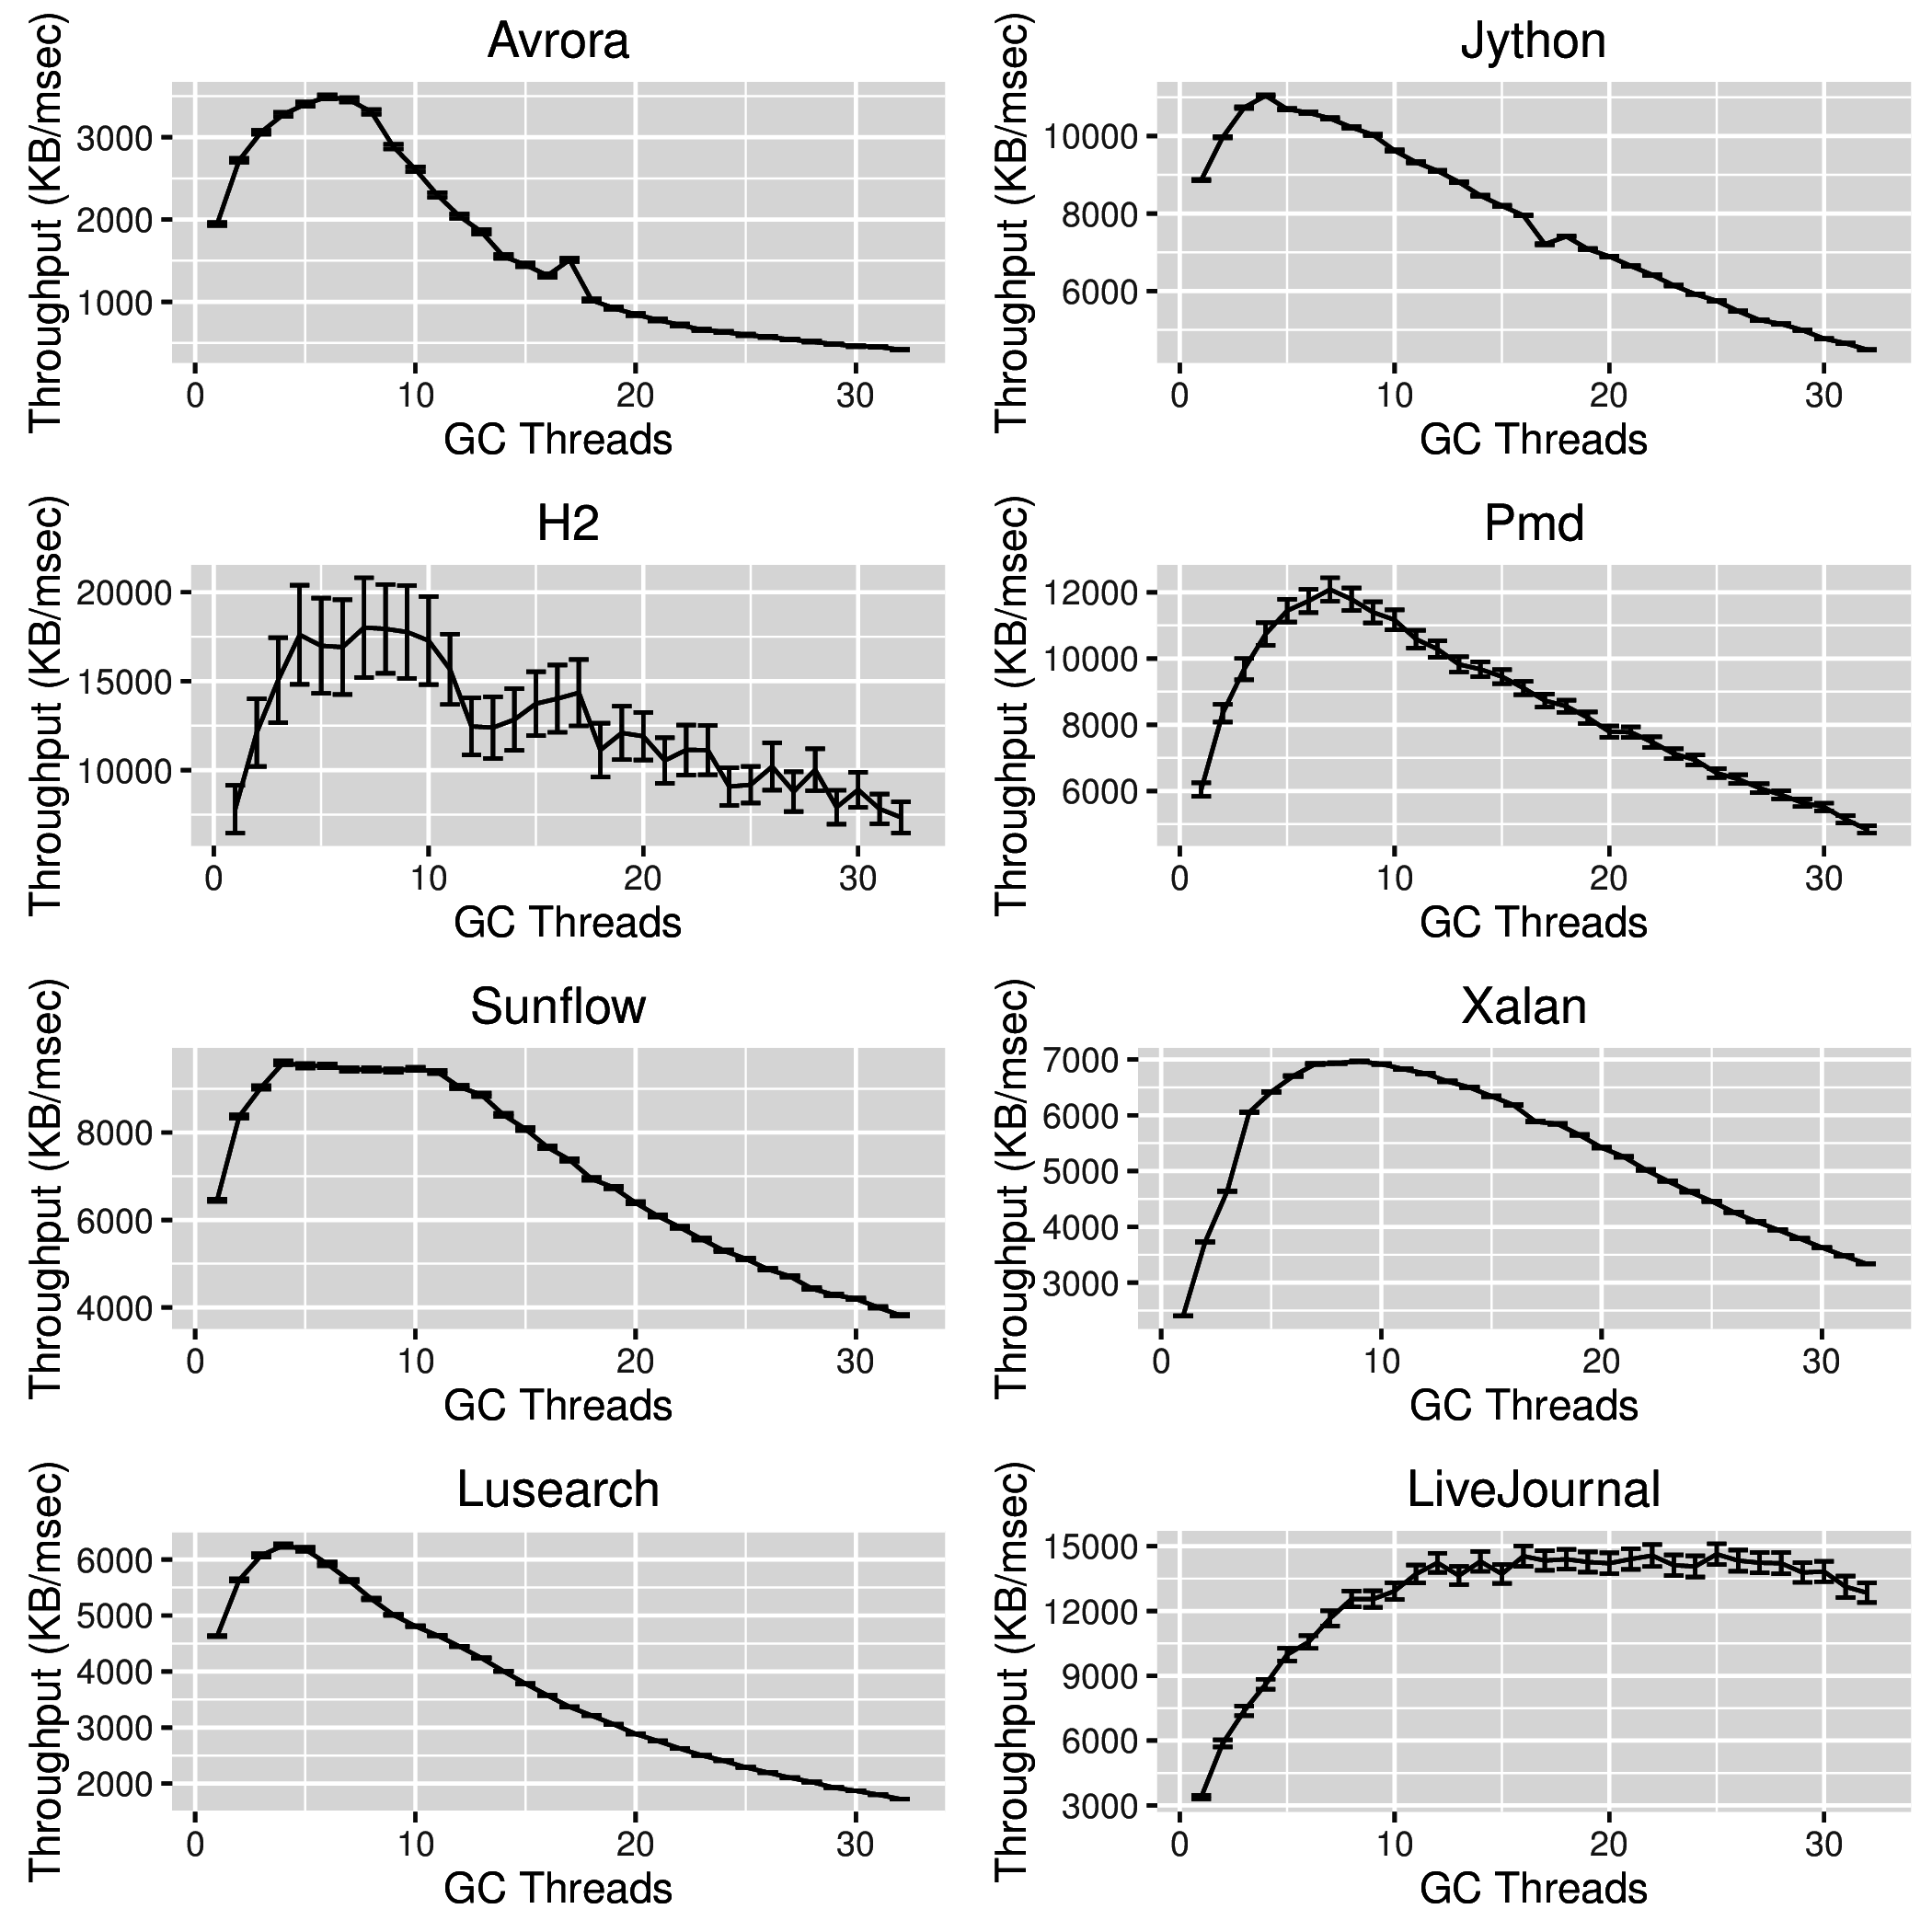 Avrora
Throughput (KB/msec)
3000
2000
1000
0 10 20 30
GC Threads
Jython
Throughput (KB/msec)
10000
8000
6000
0 10 20 30
GC Threads
H2
Throughput (KB/msec)
20000
15000
10000
0 10 20 30
GC Threads
Pmd
Throughput (KB/msec)
12000
10000
8000
6000
0 10 20 30
GC Threads
Sunflow
Throughput (KB/msec)
8000
6000
4000
0 10 20 30
GC Threads
Xalan
Throughput (KB/msec)
7000
6000
5000
4000
3000
0 10 20 30
GC Threads
Lusearch
Throughput (KB/msec)
6000
5000
4000
3000
2000
0 10 20 30
GC Threads
LiveJournal
Throughput (KB/msec)
15000
12000
9000
6000
3000
0 10 20 30
GC Threads